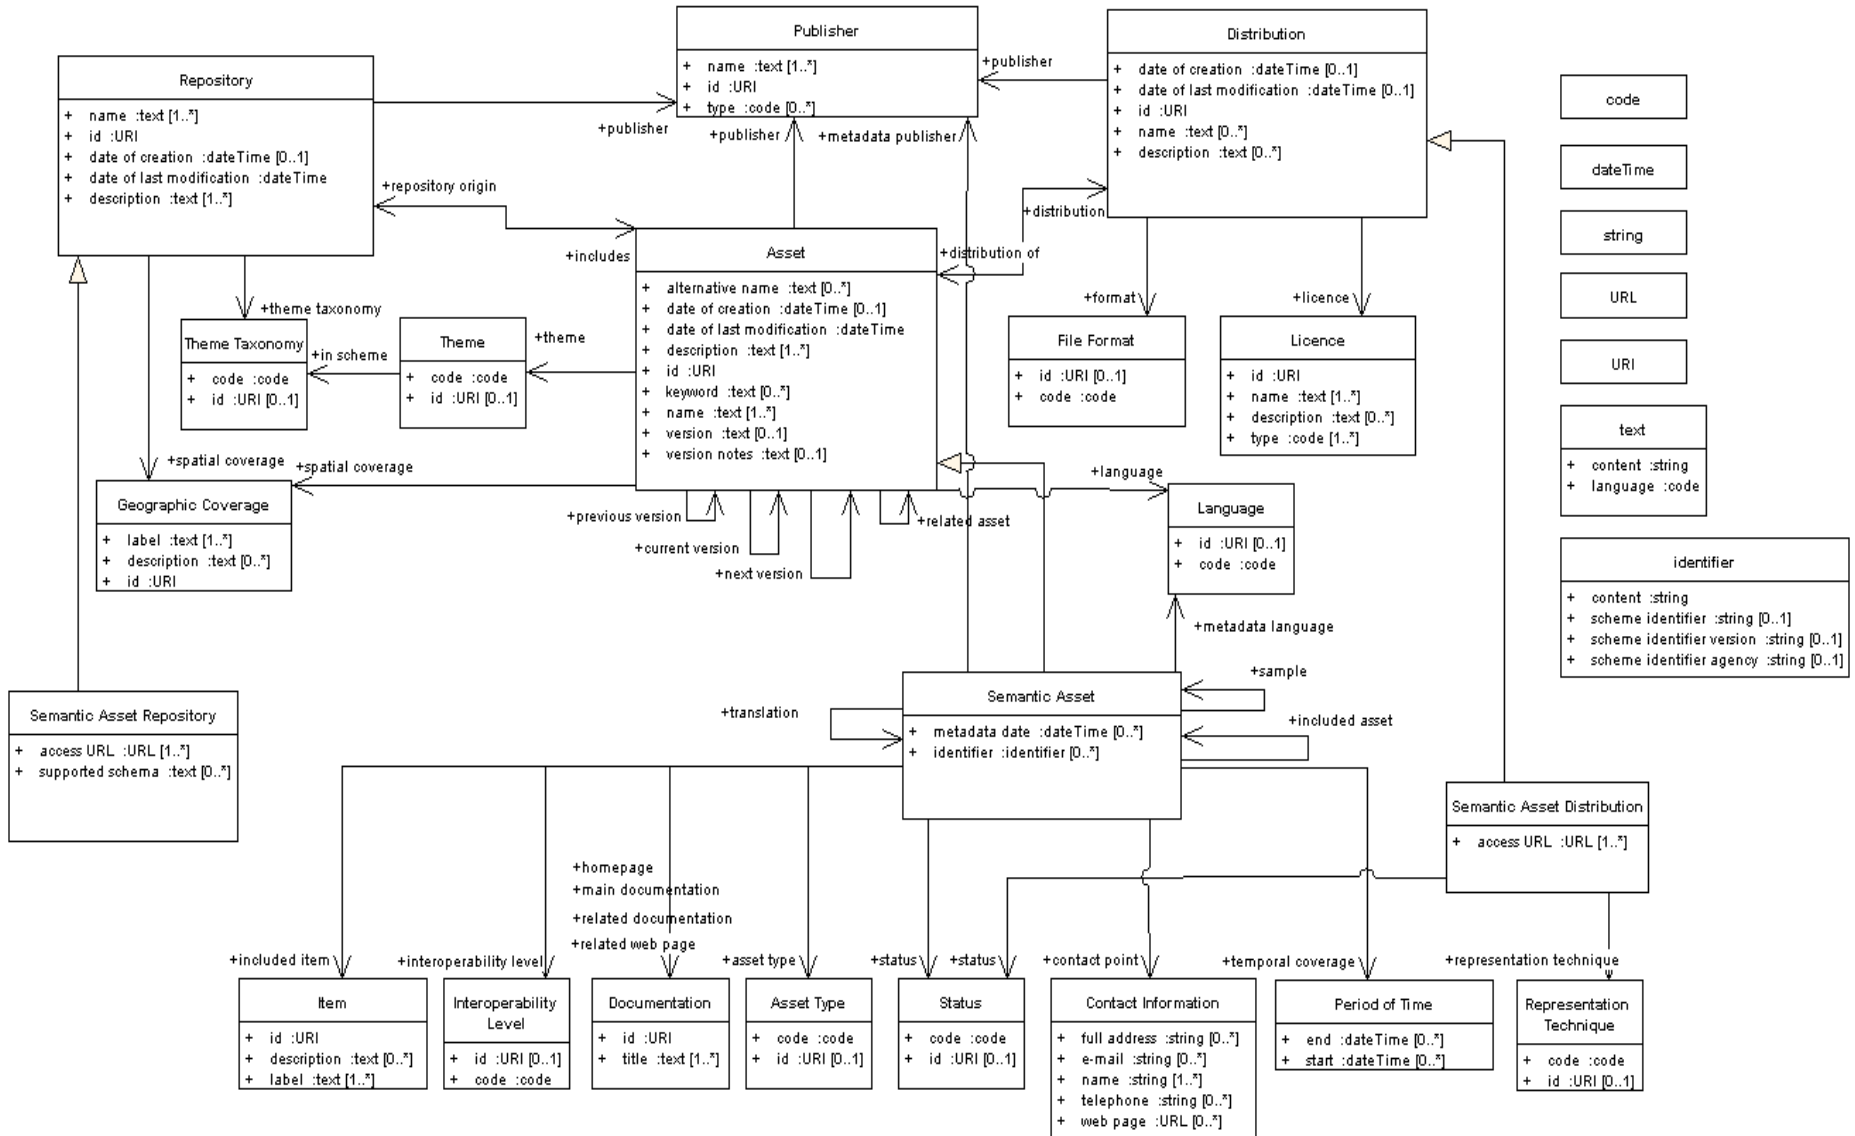 Publisher
+ name :text [1..*]
+ id :URI
+ type :code [0..*]
Distribution
+ date of creation :dateTime [0..1]
+ date of last modification :dateTime [0..1]
+ id :URI
+ name :text [0..*]
+ description :text [0..*]
Repository
+ name :text [1..*]
+ id :URI
+ date of creation :dateTime [0..1]
+ date of last modification :dateTime
+ description :text [1..*]
+publisher
+publisher
+publisher
+metadata publisher
+repository origin
+includes
+distribution
+distribution of
code
dateTime
string
URL
URI
text
+ content :string
+ language :code
identifier
+ content :string
+ scheme identifier :string [0..1]
+ scheme identifier version :string [0..1]
+ scheme identifier agency :string [0..1]
Asset
+ alternative name :text [0..*]
+ date of creation :dateTime [0..1]
+ date of last modification :dateTime
+ description :text [1..*]
+ id :URI
+ keyword :text [0..*]
+ name :text [1..*]
+ version :text [0..1]
+ version notes :text [0..1]
+theme taxonomy
Theme Taxonomy
+ code :code
+ id :URI [0..1]
+in scheme
Theme
+ code :code
+ id :URI [0..1]
+theme
+format
File Format
+ id :URI [0..1]
+ code :code
+licence
Licence
+ id :URI
+ name :text [1..*]
+ description :text [0..*]
+ type :code [1..*]
+spatial coverage
+spatial coverage
Geographic Coverage
+ label :text [1..*]
+ description :text [0..*]
+ id :URI
+previous version
+current version
+next version
+related asset
+language
Language
+ id :URI [0..1]
+ code :code
+metadata language
Semantic Asset Repository
+ access URL :URL [1..*]
+ supported schema :text [0..*]
+translation
Semantic Asset
+ metadata date :dateTime [0..*]
+ identifier :identifier [0..*]
+sample
+included asset
Semantic Asset Distribution
+ access URL :URL [1..*]
+homepage
+main documentation
+related documentation
+related web page
+included item
+interoperability level
+asset type
+status
+status
+contact point
+temporal coverage
+representation technique
Item
+ id :URI
+ description :text [0..*]
+ label :text [1..*]
Interoperability
Level
+ id :URI [0..1]
+ code :code
Documentation
+ id :URI
+ title :text [1..*]
Asset Type
+ code :code
+ id :URI [0..1]
Status
+ code :code
+ id :URI [0..1]
Contact Information
+ full address :string [0..*]
+ e-mail :string [0..*]
+ name :string [1..*]
+ telephone :string [0..*]
+ web page :URL [0..*]
Period of Time
+ end :dateTime [0..*]
+ start :dateTime [0..*]
Representation
Technique
+ code :code
+ id :URI [0..1]